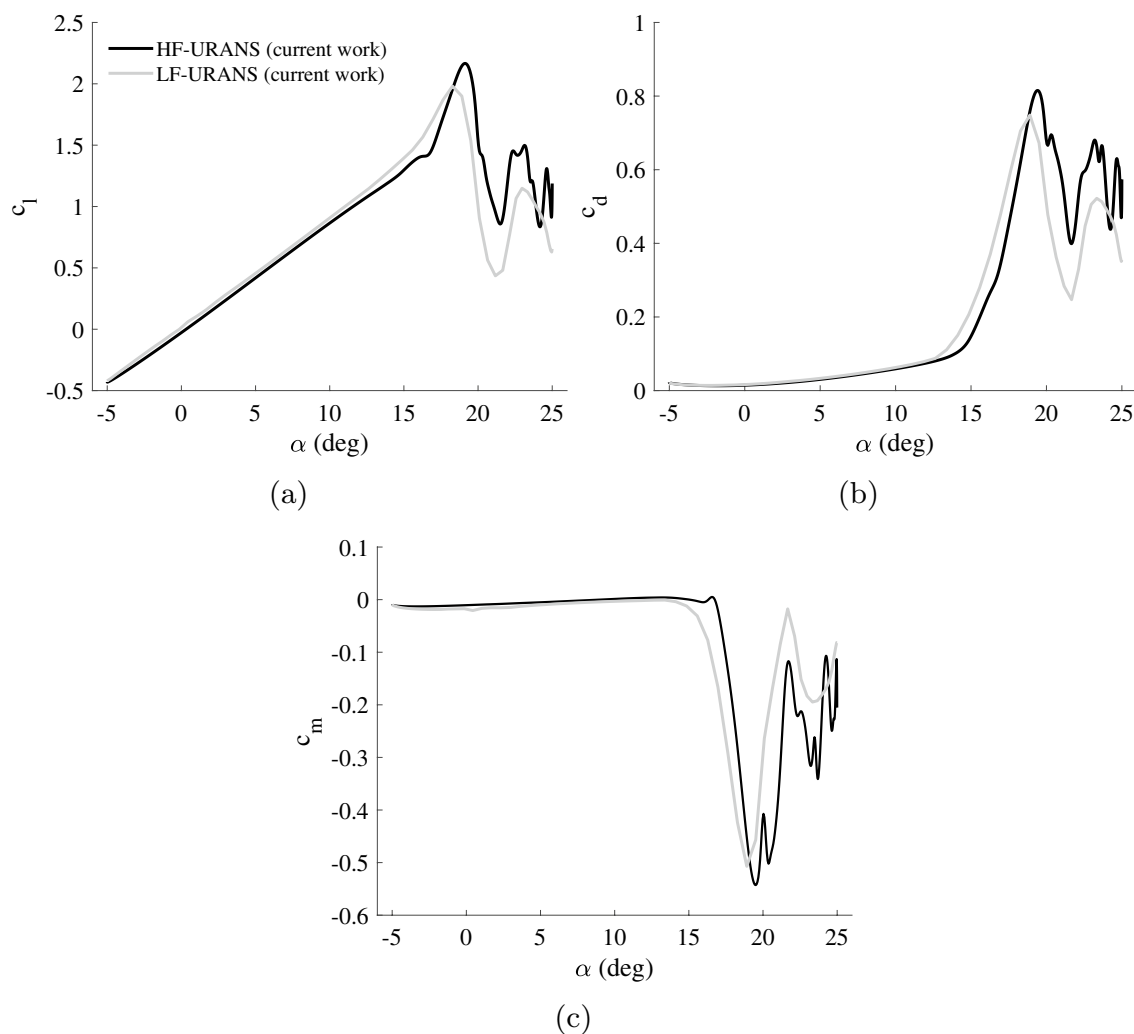 2.5
2
1.5
1
0.5
0
-0.5
c_l
HF-URANS (current work)
LF-URANS (current work)
-5 0 5 10 15 20 25
α (deg)
(a)
1
0.8
0.6
0.4
0.2
0
c_d
-5 0 5 10 15 20 25
α (deg)
(b)
0.1
0
-0.1
-0.2
-0.3
-0.4
-0.5
-0.6
c_m
-5 0 5 10 15 20 25
α (deg)
(c)